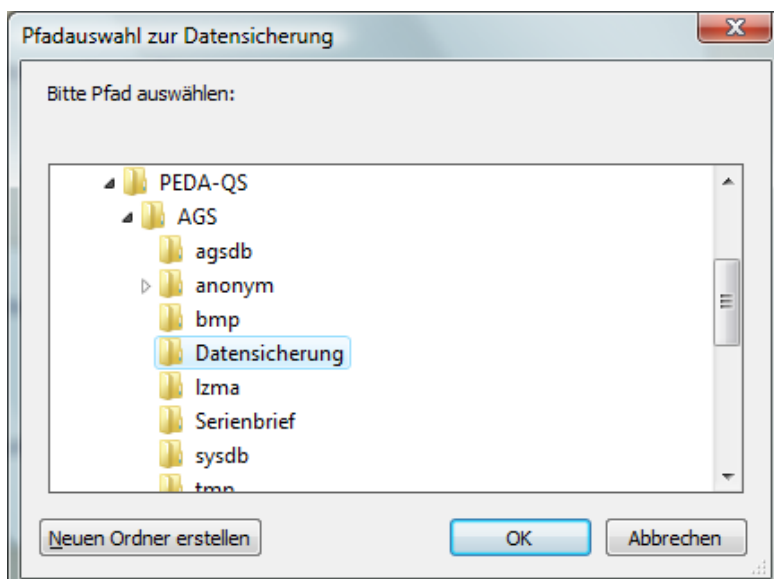 Pfadauswahl zur Datensicherung
Bitte Pfad auswählen:
PEDA-QS
AGS
agsdb
anonym
bmp
Datensicherung
lzma
Serienbrief
sysdb
tmp
Neuen Ordner erstellen
OK
Abbrechen